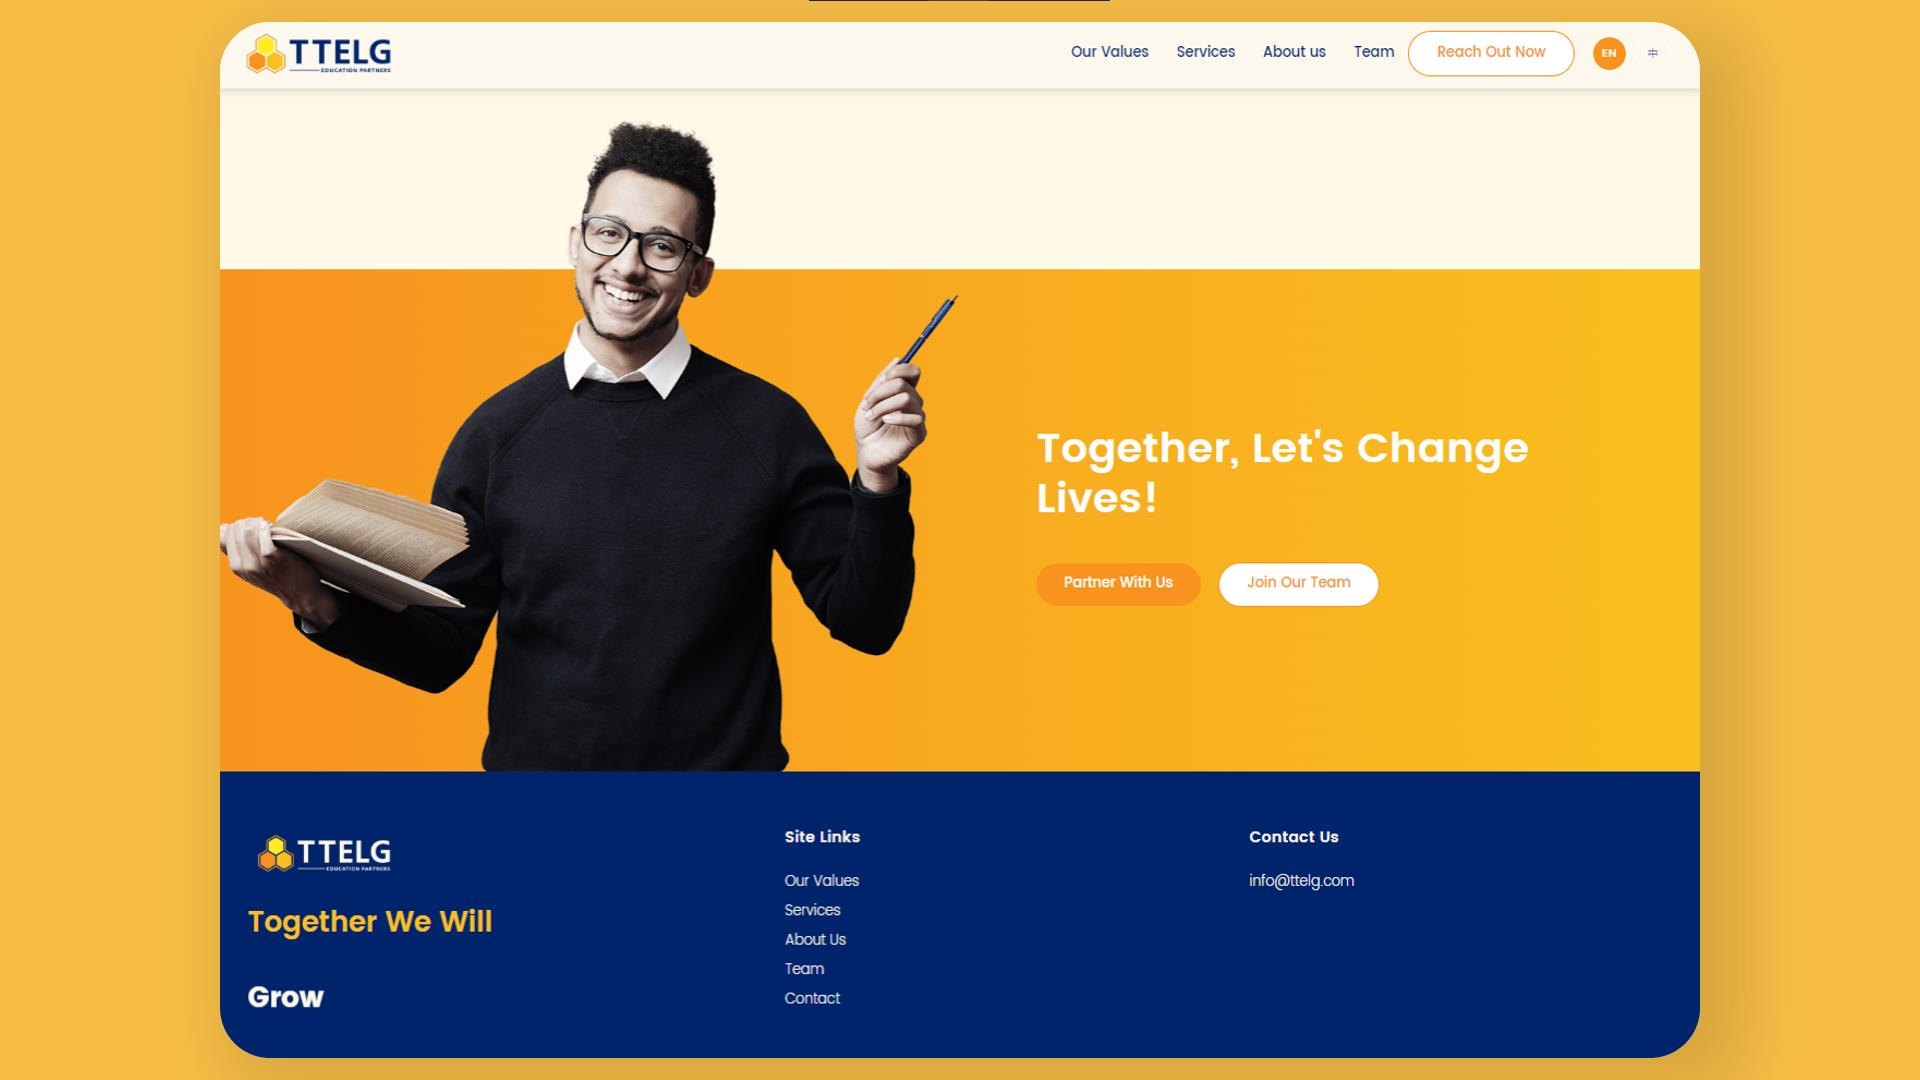 TTELG
EDUCATION PARTNERS
Our Values Services About us Team Reach Out Now EN 中
Together, Let's Change
Lives!
Partner With Us Join Our Team
TTELG
EDUCATION PARTNERS
Together We Will
Grow
Site Links
Our Values
Services
About Us
Team
Contact
Contact Us
info@ttelg.com